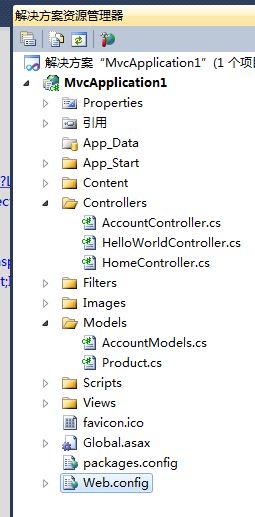 解决方案资源管理器
解决方案 “MvcApplication1” (1 个项
MvcApplication1
Properties
引用
App_Data
App_Start
Content
Controllers
AccountController.cs
HelloWorldController.cs
HomeController.cs
Filters
Images
Models
AccountModels.cs
Product.cs
Scripts
Views
favicon.ico
Global.asax
packages.config
Web.config